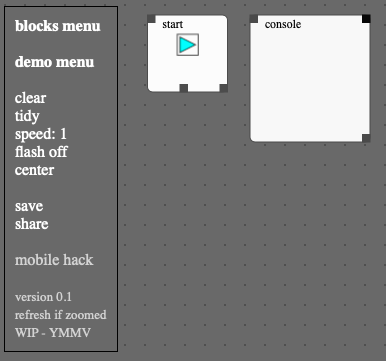 blocks menu
demo menu
clear
tidy
speed: 1
flash off
center
save
share
mobile hack
version 0.1
refresh if zoomed
WIP - YMMV
start
console